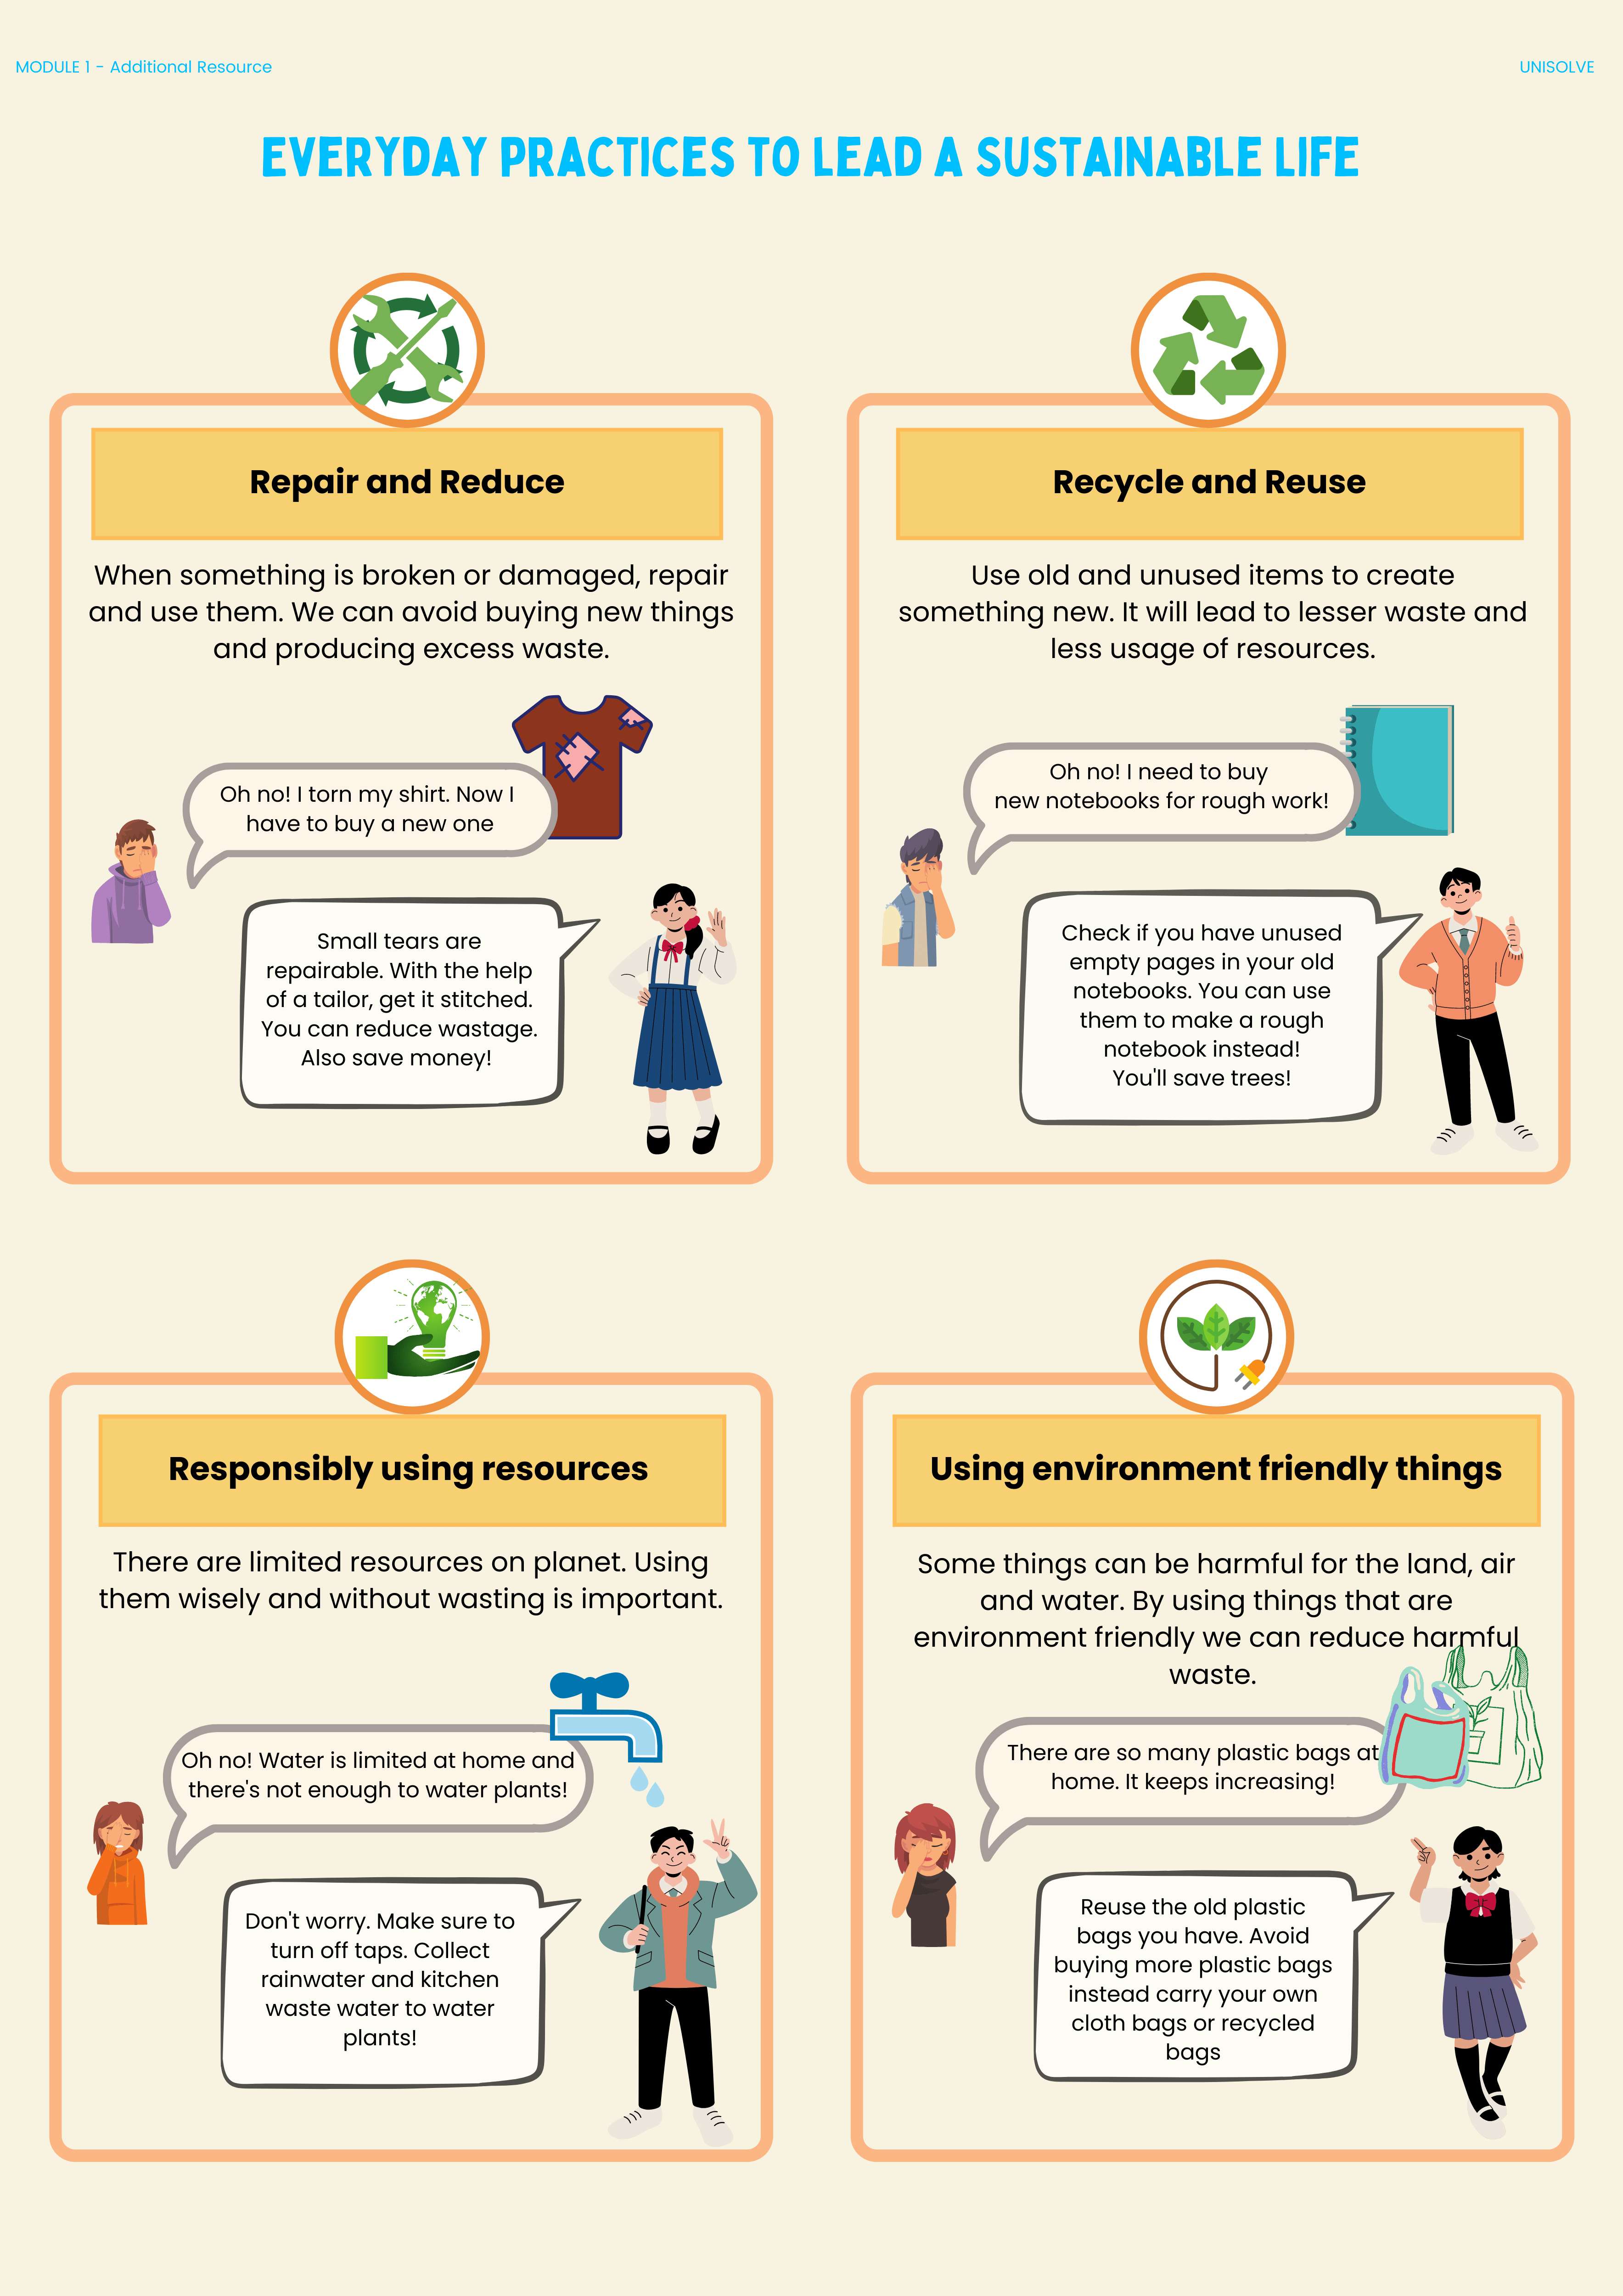 MODULE 1 - Additional Resource
UNISOLVE
EVERYDAY PRACTICES TO LEAD A SUSTAINABLE LIFE
Repair and Reduce
When something is broken or damaged, repair
and use them. We can avoid buying new things
and producing excess waste.
Oh no! I torn my shirt. Now I
have to buy a new one
Small tears are
repairable. With the help
of a tailor, get it stitched.
You can reduce wastage.
Also save money!
Recycle and Reuse
Use old and unused items to create
something new. It will lead to lesser waste and
less usage of resources.
Oh no! I need to buy
new notebooks for rough work!
Check if you have unused
empty pages in your old
notebooks. You can use
them to make a rough
notebook instead!
You'll save trees!
Responsibly using resources
There are limited resources on planet. Using
them wisely and without wasting is important.
Oh no! Water is limited at home and
there's not enough to water plants!
Don't worry. Make sure to
turn off taps. Collect
rainwater and kitchen
waste water to water
plants!
Using environment friendly things
Some things can be harmful for the land, air
and water. By using things that are
environment friendly we can reduce harmful
waste.
There are so many plastic bags at
home. It keeps increasing!
Reuse the old plastic
bags you have. Avoid
buying more plastic bags
instead carry your own
cloth bags or recycled
bags